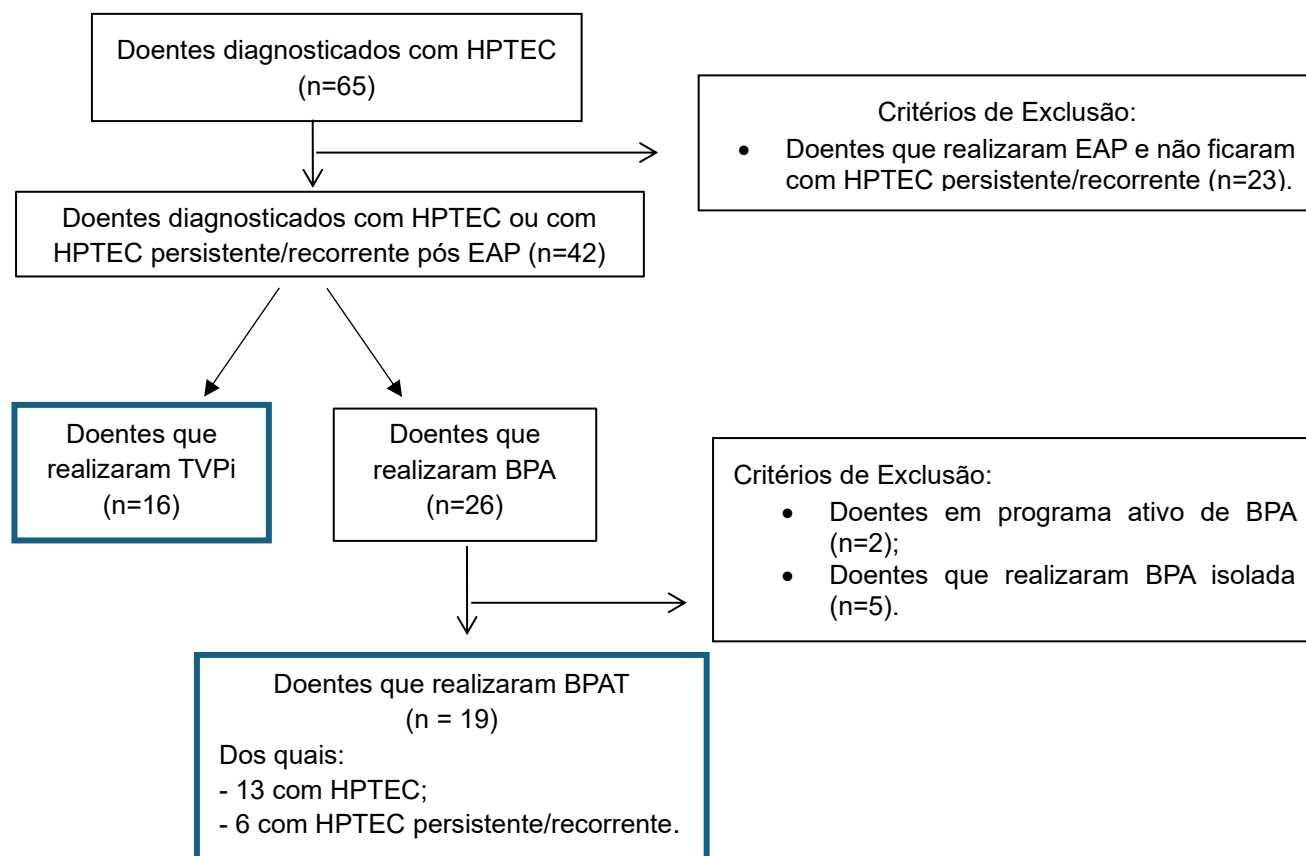 Doentes diagnosticados com HPTEC
(n=65)
Critérios de Exclusão:
• Doentes que realizaram EAP e não ficaram
com HPTEC persistente/recorrente (n=23).
Doentes diagnosticados com HPTEC ou com
HPTEC persistente/recorrente pós EAP (n=42)
Doentes que
realizaram TVPi
(n=16)
Doentes que
realizaram BPA
(n=26)
Critérios de Exclusão:
• Doentes em programa ativo de BPA
(n=2);
• Doentes que realizaram BPA isolada
(n=5).
Doentes que realizaram BPAT
(n = 19)
Dos quais:
- 13 com HPTEC;
- 6 com HPTEC persistente/recorrente.